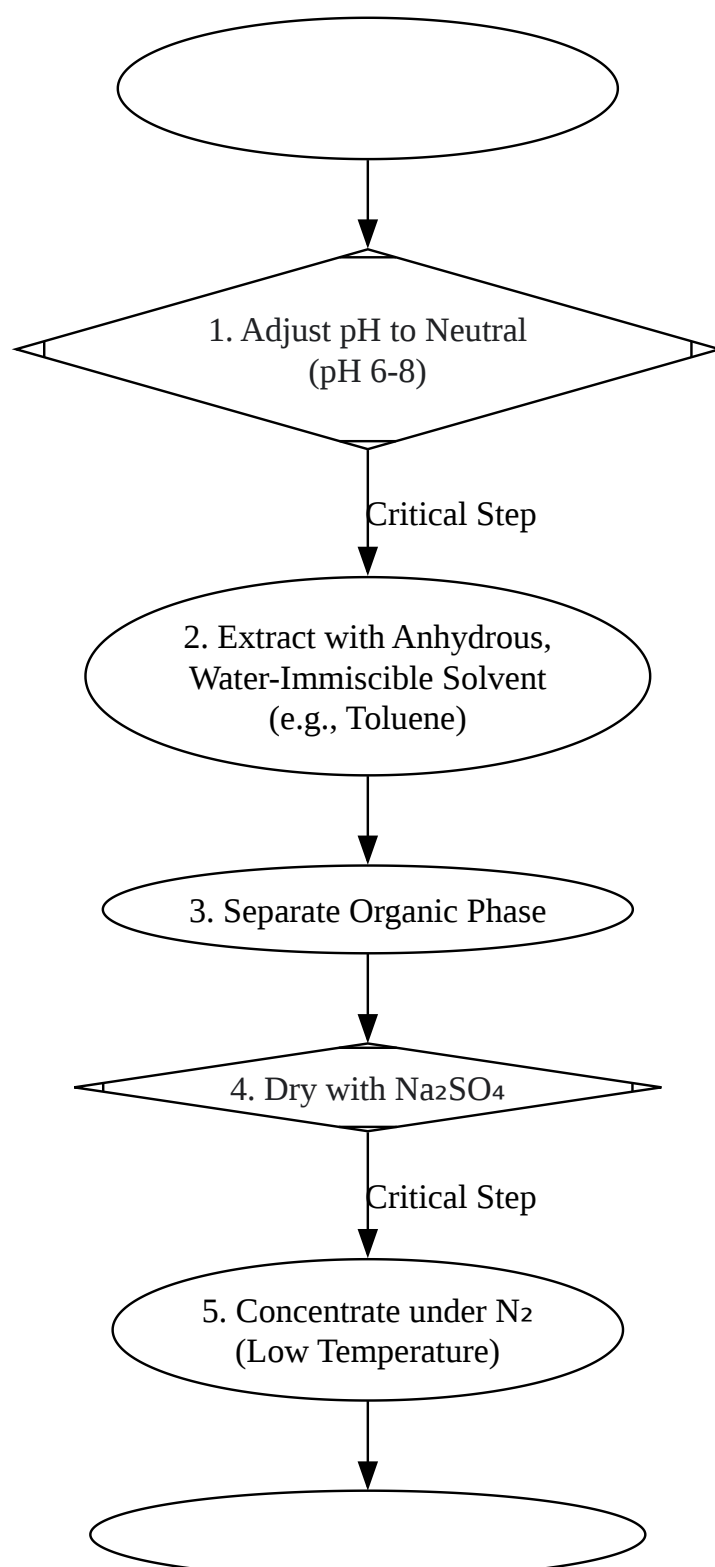 1. Adjust pH to Neutral
(pH 6-8)
Critical Step
2. Extract with Anhydrous,
Water-Immiscible Solvent
(e.g., Toluene)
3. Separate Organic Phase
4. Dry with Na₂SO₄
Critical Step
5. Concentrate under N₂
(Low Temperature)